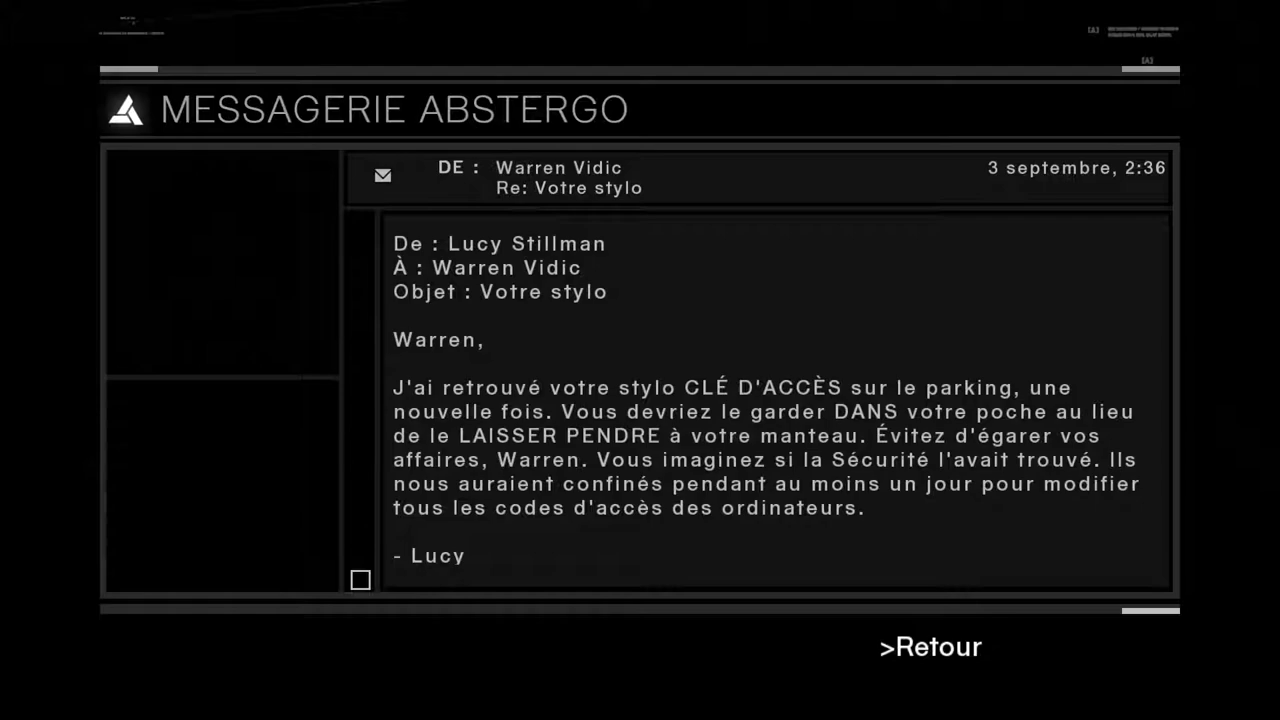 MESSAGERIE ABSTERGO
DE : Warren Vidic 3 septembre, 2:36
Re: Votre stylo
De : Lucy Stillman
À : Warren Vidic
Objet : Votre stylo
Warren,
J'ai retrouvé votre stylo CLÉ D'ACCÈS sur le parking, une
nouvelle fois. Vous devriez le garder DANS votre poche au lieu
de le LAISSER PENDRE à votre manteau. Évitez d'égarer vos
affaires, Warren. Vous imaginez si la Sécurité l'avait trouvé. Ils
nous auraient confinés pendant au moins un jour pour modifier
tous les codes d'accès des ordinateurs.
- Lucy
>Retour